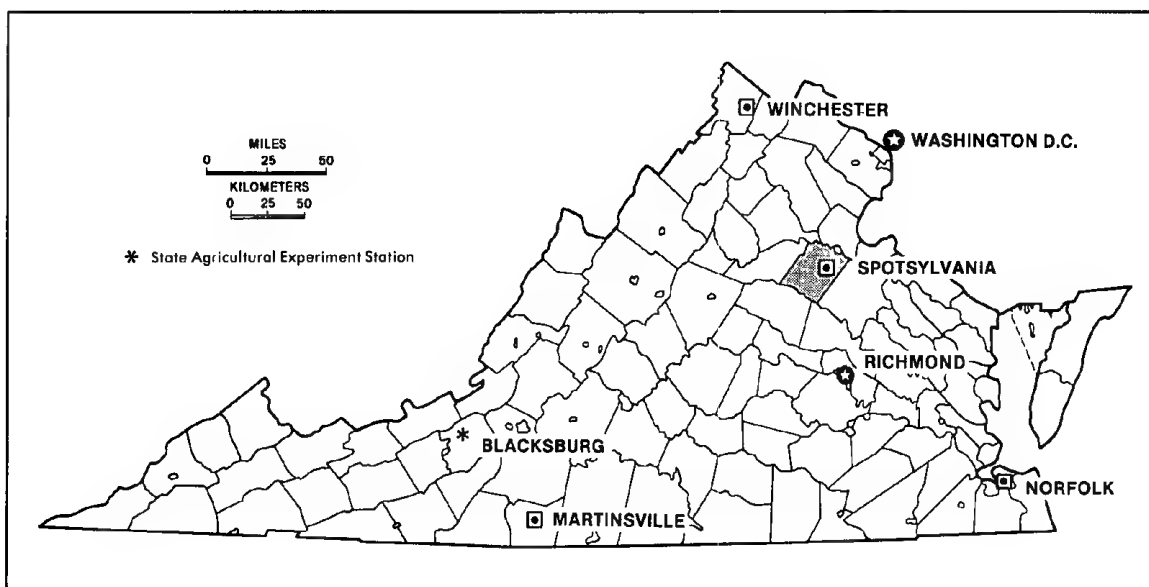 WINCHESTER
WASHINGTON D.C.
MILES
0 25 50
KILOMETERS
0 25 50
* State Agricultural Experiment Station
SPOTSYLVANIA
RICHMOND
BLACKSBURG
NORFOLK
MARTINSVILLE